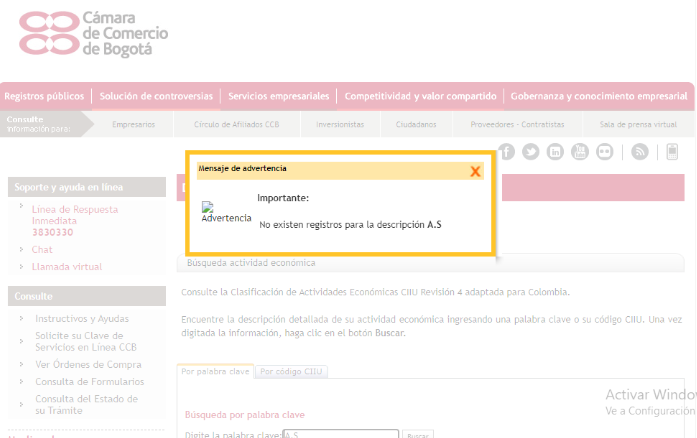 Cámara
de Comercio
de Bogotá
Registros públicos
Solución de controversias
Servicios empresariales
Competitividad y valor compartido
Gobernanza y conocimiento empresarial
Consulte
información para:
Empresarios
Círculo de Afiliados CCB
Inversionistas
Ciudadanos
Proveedores - Contratistas
Sala de prensa virtual
Mensaje de advertencia
X
Importante:
Advertencia
No existen registros para la descripción A.S
Soporte y ayuda en línea
Línea de Respuesta
Inmediata
3830330
Chat
Llamada virtual
Consulte
Instructivos y Ayudas
Solicite su Clave de
Servicios en Línea CCB
Ver Órdenes de Compra
Consulta de Formularios
Consulta del Estado de
su Trámite
Búsqueda actividad económica
Consulte la Clasificación de Actividades Económicas CIIU Revisión 4 adaptada para Colombia.
Encuentre la descripción detallada de su actividad económica ingresando una palabra clave o su código CIIU. Una vez
digitada la información, haga clic en el botón Buscar.
Por palabra clave
Por código CIIU
Búsqueda por palabra clave
Digite la palabra clave:
A.S
Buscar
Activar Window
Ve a Configuración